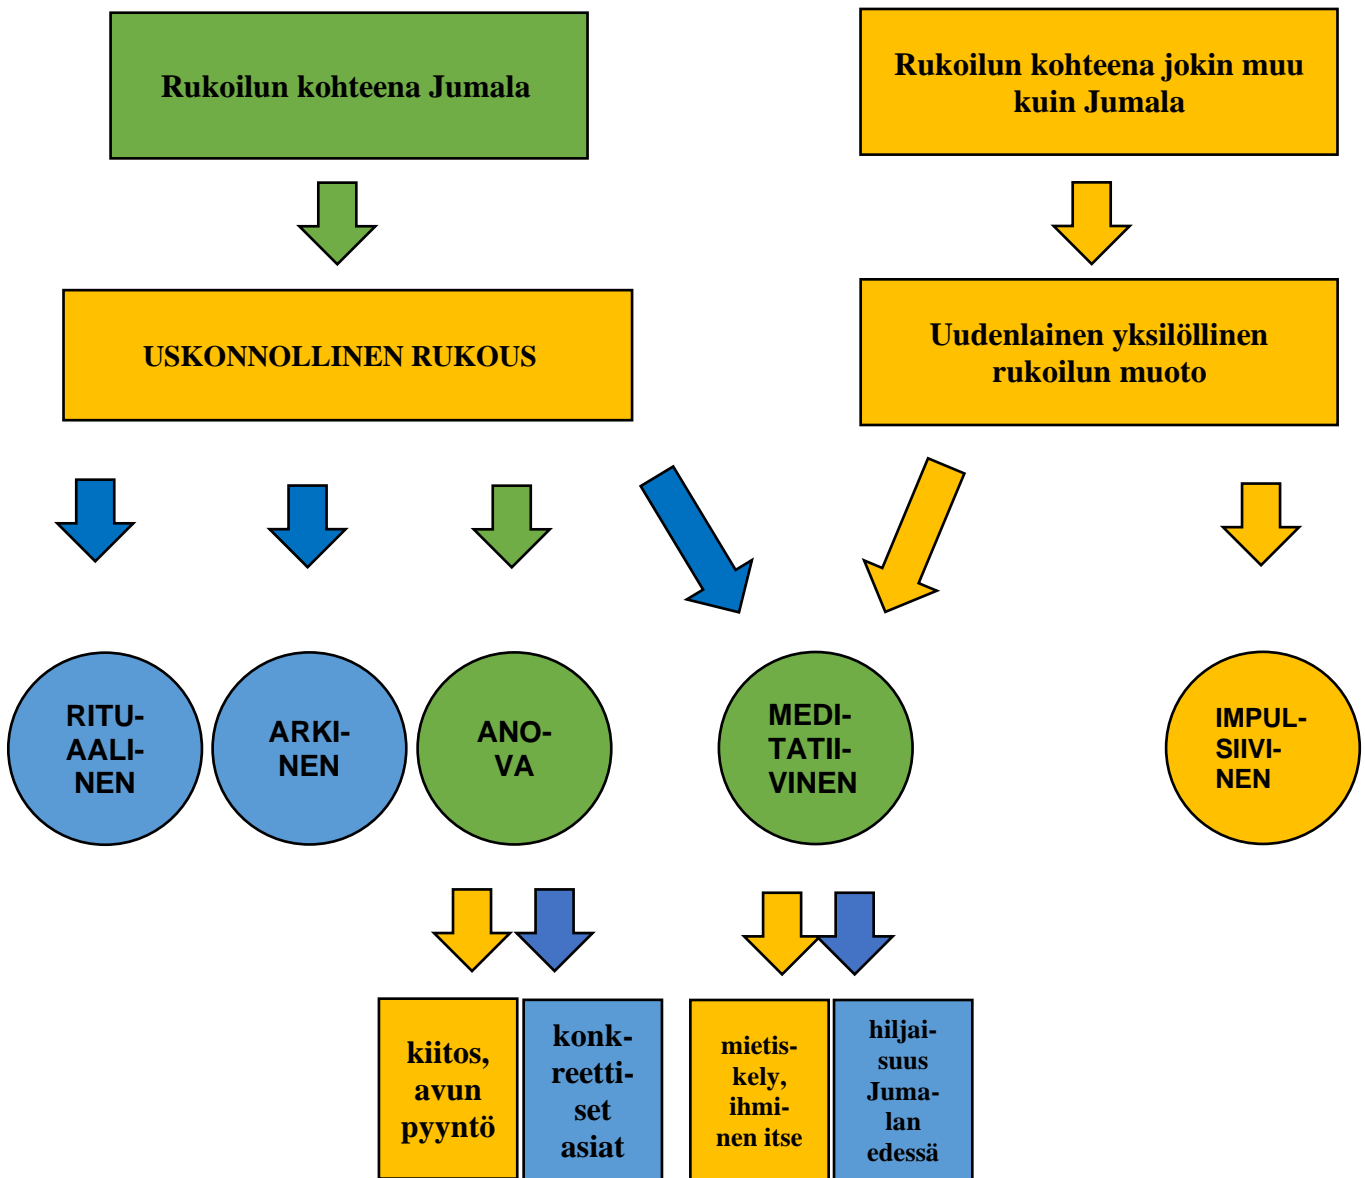 Rukoilun kohteena Jumala
Rukoilun kohteena jokin muu
kuin Jumala
USKONNOLLINEN RUKOUS
Uudenlainen yksilöllinen
rukoilun muoto
RITU-
AALI-
NEN
ARKI-
NEN
ANO-
VA
MEDI-
TATII-
VINEN
IMPUL-
SIIVI-
NEN
kiitos,
avun
pyyntö
konk-
reetti-
set
asiat
mietis-
kely,
ihmi-
nen itse
hiljai-
suus
Juma-
lan
edessä